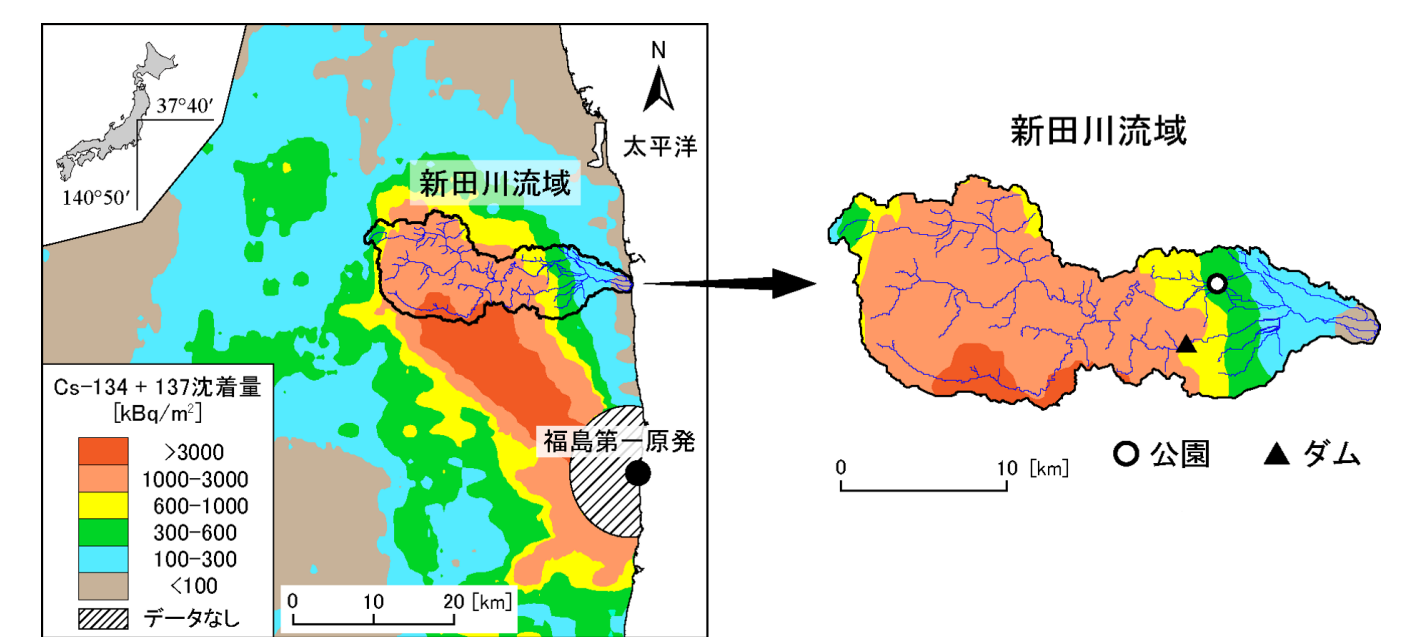 37°40′
140°50′
N
太平洋
新田川流域
福島第一原発
Cs-134 + 137沈着量
[kBq/m²]
>3000
1000-3000
600-1000
300-600
100-300
<100
データなし
0 10 20 [km]
新田川流域
公園
ダム
0 10 [km]